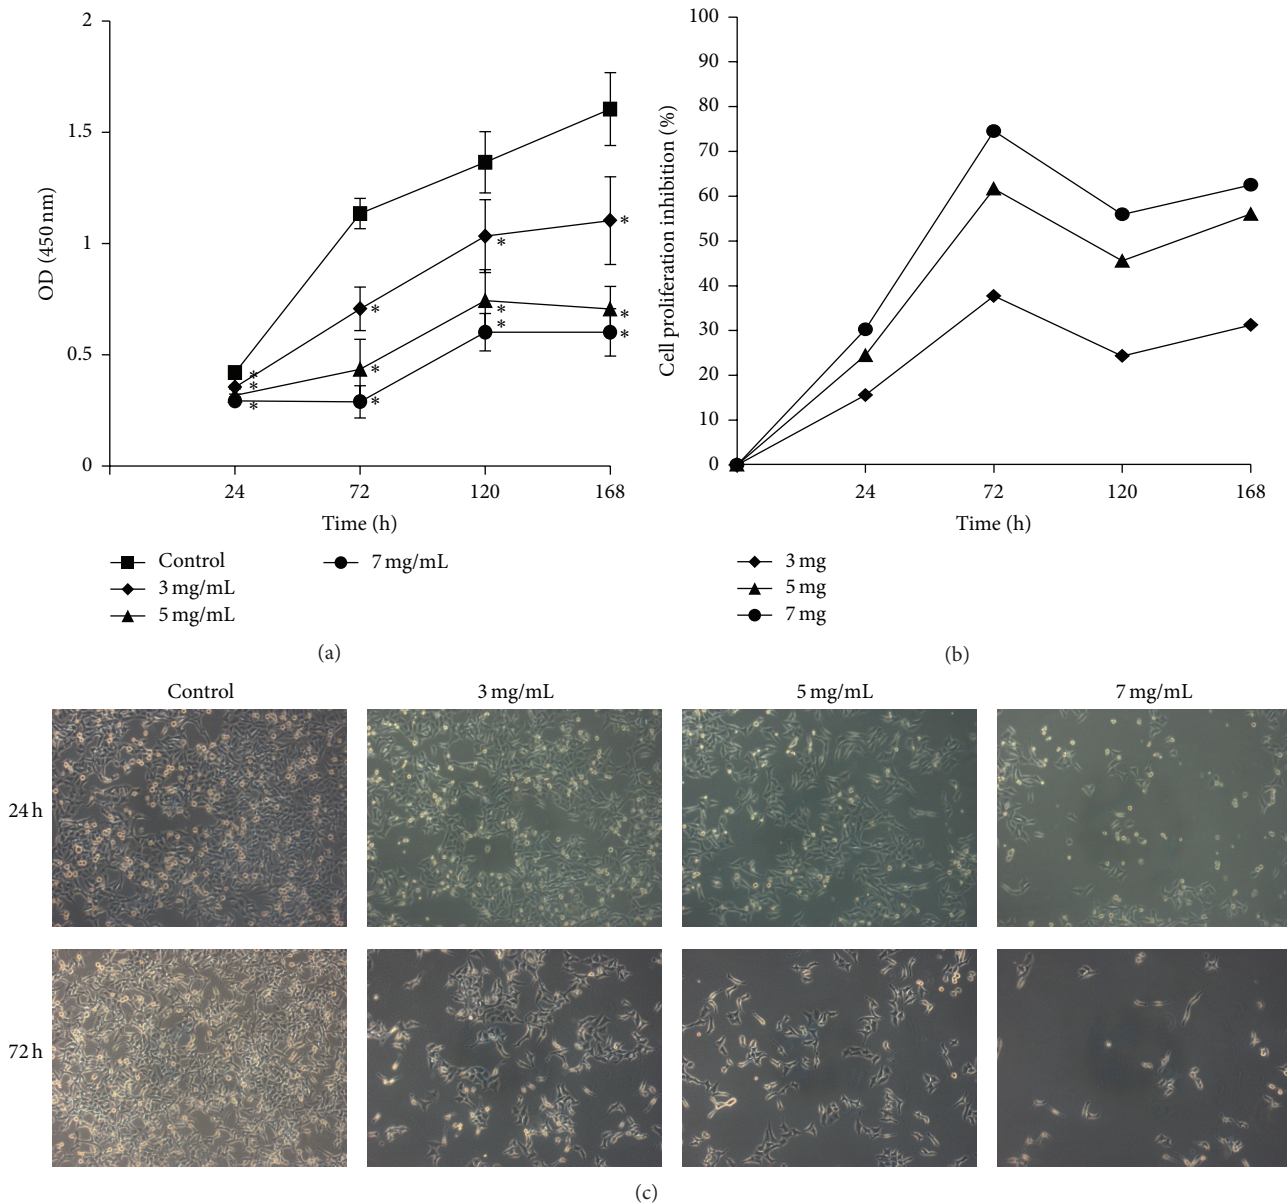 2
1.5
1
0.5
0
OD (450 nm)
* * *
* * *
* * *
* * *
24 72 120 168
Time (h)
Control
3 mg/mL
5 mg/mL
7 mg/mL
(a)
100
90
80
70
60
50
40
30
20
10
0
Cell proliferation inhibition (%)
24 72 120 168
Time (h)
3 mg
5 mg
7 mg
(b)
Control 3 mg/mL 5 mg/mL 7 mg/mL
24 h
72 h
(c)